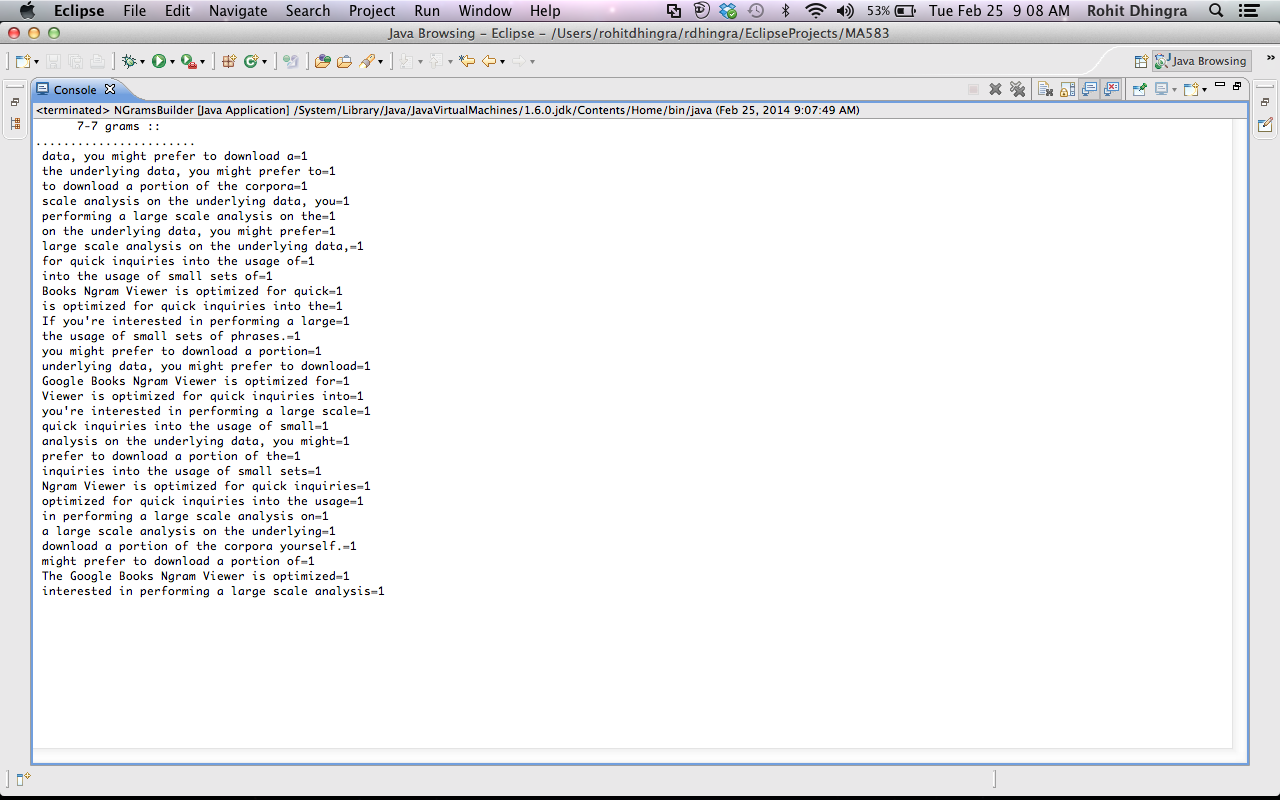 Eclipse File Edit Navigate Search Project Run Window Help 53% Tue Feb 25 9 08 AM Rohit Dhingra
Java Browsing – Eclipse – /Users/rohitdhingra/rdhingra/EclipseProjects/MA583
Java Browsing »
Console
<terminated> NGramsBuilder [Java Application] /System/Library/Java/JavaVirtualMachines/1.6.0.jdk/Contents/Home/bin/java (Feb 25, 2014 9:07:49 AM)
7-7 grams ::
.......................
data, you might prefer to download a=1
the underlying data, you might prefer to=1
to download a portion of the corpora=1
scale analysis on the underlying data, you=1
performing a large scale analysis on the=1
on the underlying data, you might prefer=1
large scale analysis on the underlying data,=1
for quick inquiries into the usage of=1
into the usage of small sets of=1
Books Ngram Viewer is optimized for quick=1
is optimized for quick inquiries into the=1
If you're interested in performing a large=1
the usage of small sets of phrases.=1
you might prefer to download a portion=1
underlying data, you might prefer to download=1
Google Books Ngram Viewer is optimized for=1
Viewer is optimized for quick inquiries into=1
you're interested in performing a large scale=1
quick inquiries into the usage of small=1
analysis on the underlying data, you might=1
prefer to download a portion of the=1
inquiries into the usage of small sets=1
Ngram Viewer is optimized for quick inquiries=1
optimized for quick inquiries into the usage=1
in performing a large scale analysis on=1
a large scale analysis on the underlying=1
download a portion of the corpora yourself.=1
might prefer to download a portion of=1
The Google Books Ngram Viewer is optimized=1
interested in performing a large scale analysis=1